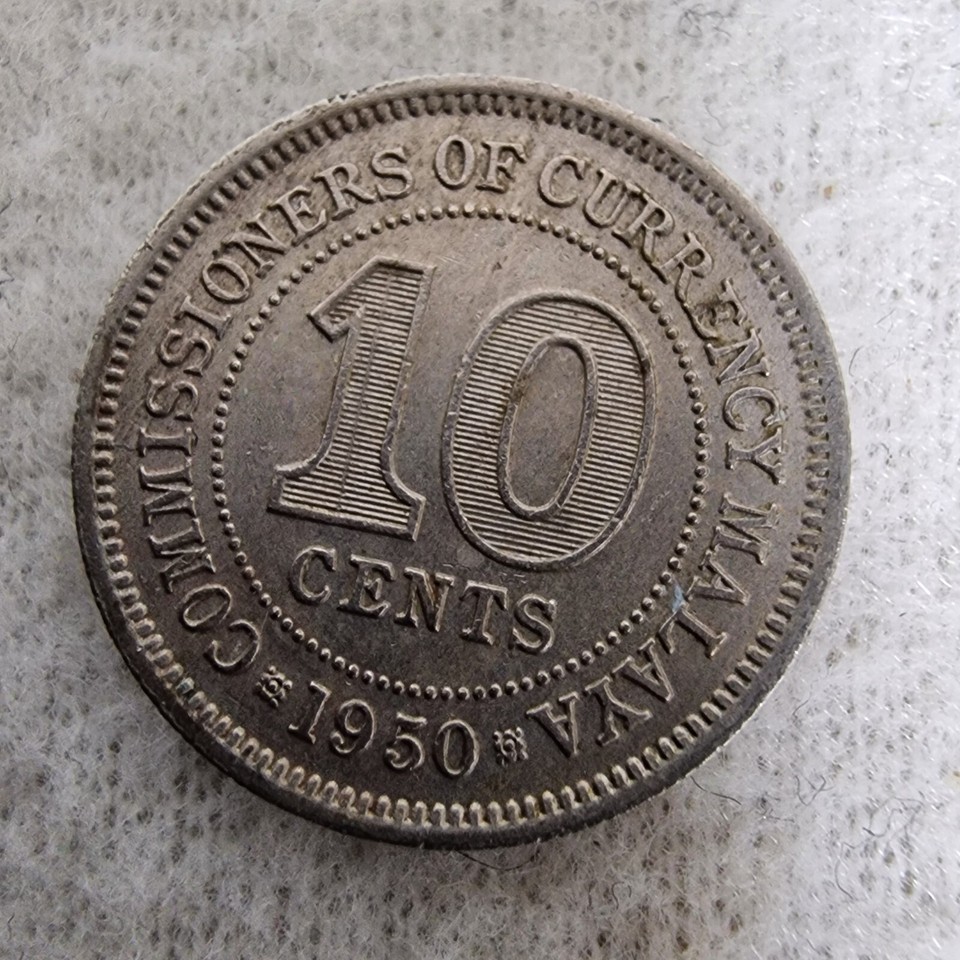 COMMISSIONERS OF CURRENCY MALAYA
10
CENTS
1950